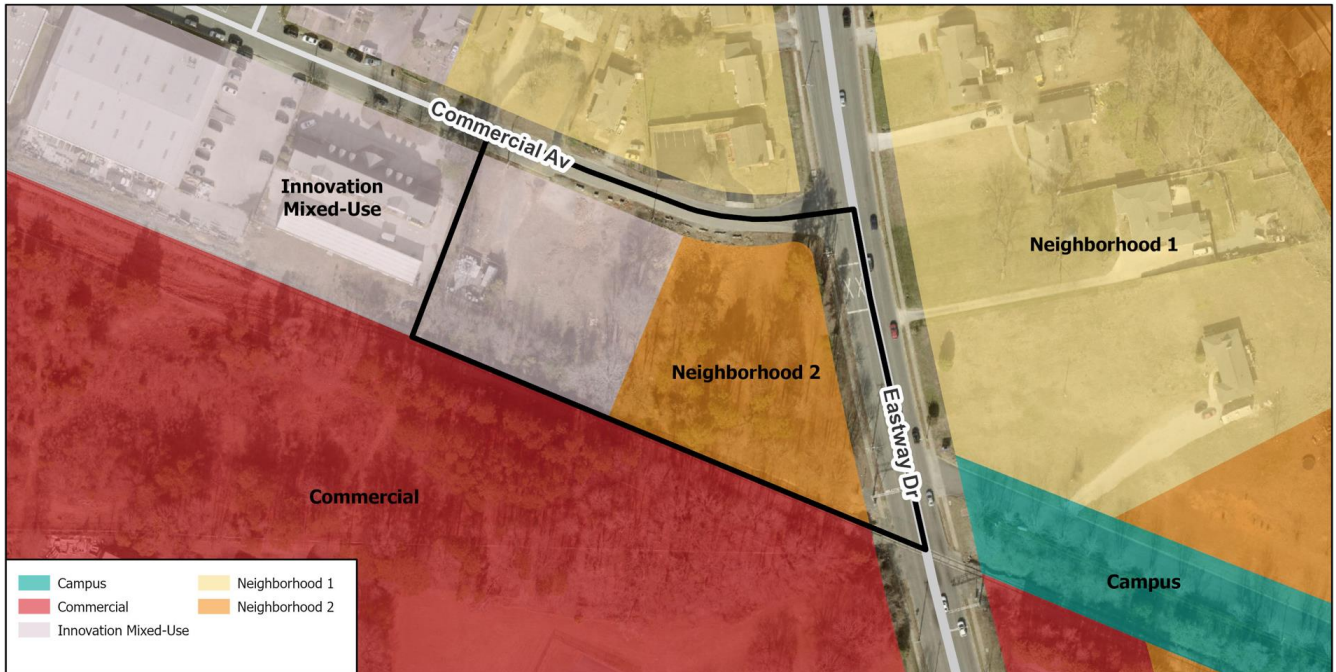 Commercial Av
Innovation
Mixed-Use
Neighborhood 1
Neighborhood 2
Eastway Dr
Commercial
Campus
Campus
Neighborhood 1
Commercial
Neighborhood 2
Innovation Mixed-Use